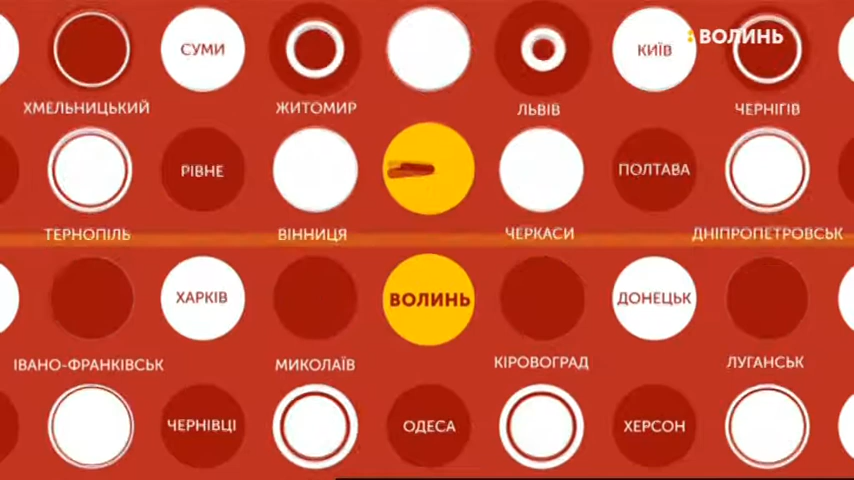 ВОЛИНЬ
СУМИ
КИЇВ
ХМЕЛЬНИЦЬКИЙ
ЖИТОМИР
ЛЬВІВ
ЧЕРНІГІВ
РІВНЕ
ПОЛТАВА
ТЕРНОПІЛЬ
ВІННИЦЯ
ЧЕРКАСИ
ДНІПРОПЕТРОВСЬК
ХАРКІВ
ВОЛИНЬ
ДОНЕЦЬК
ІВАНО-ФРАНКІВСЬК
МИКОЛАЇВ
КІРОВОГРАД
ЛУГАНСЬК
ЧЕРНІВЦІ
ОДЕСА
ХЕРСОН